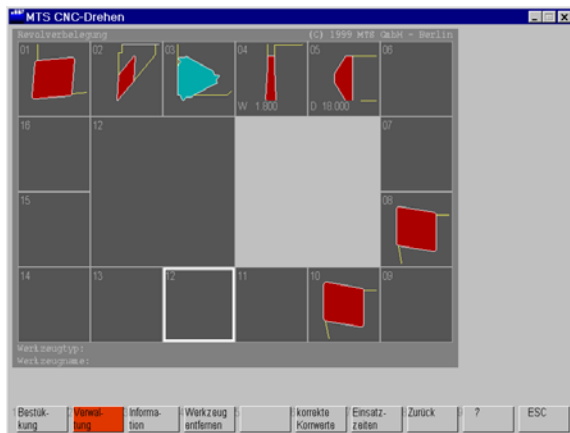 MTS CNC-Drehen
Revolverbelegung (C) 1999 MTS GmbH - Berlin
01 02 03 04 05 06
W 1.800 D 18.000
16 12 07
15 08
14 13 12 11 10 09
Werkzeugtyp:
Werkzeugname:
Bestük- Verwal- Informa- Werkzeug korrekte Einsatz- Zurück ? ESC
kung tung tion entfernen Korrwerte zeiten